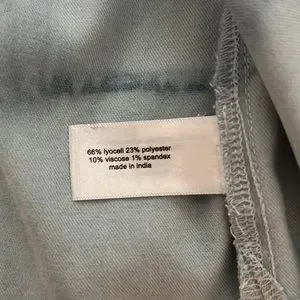 66% lyocell 23% polyester
10% viscose 1% spandex
made in india